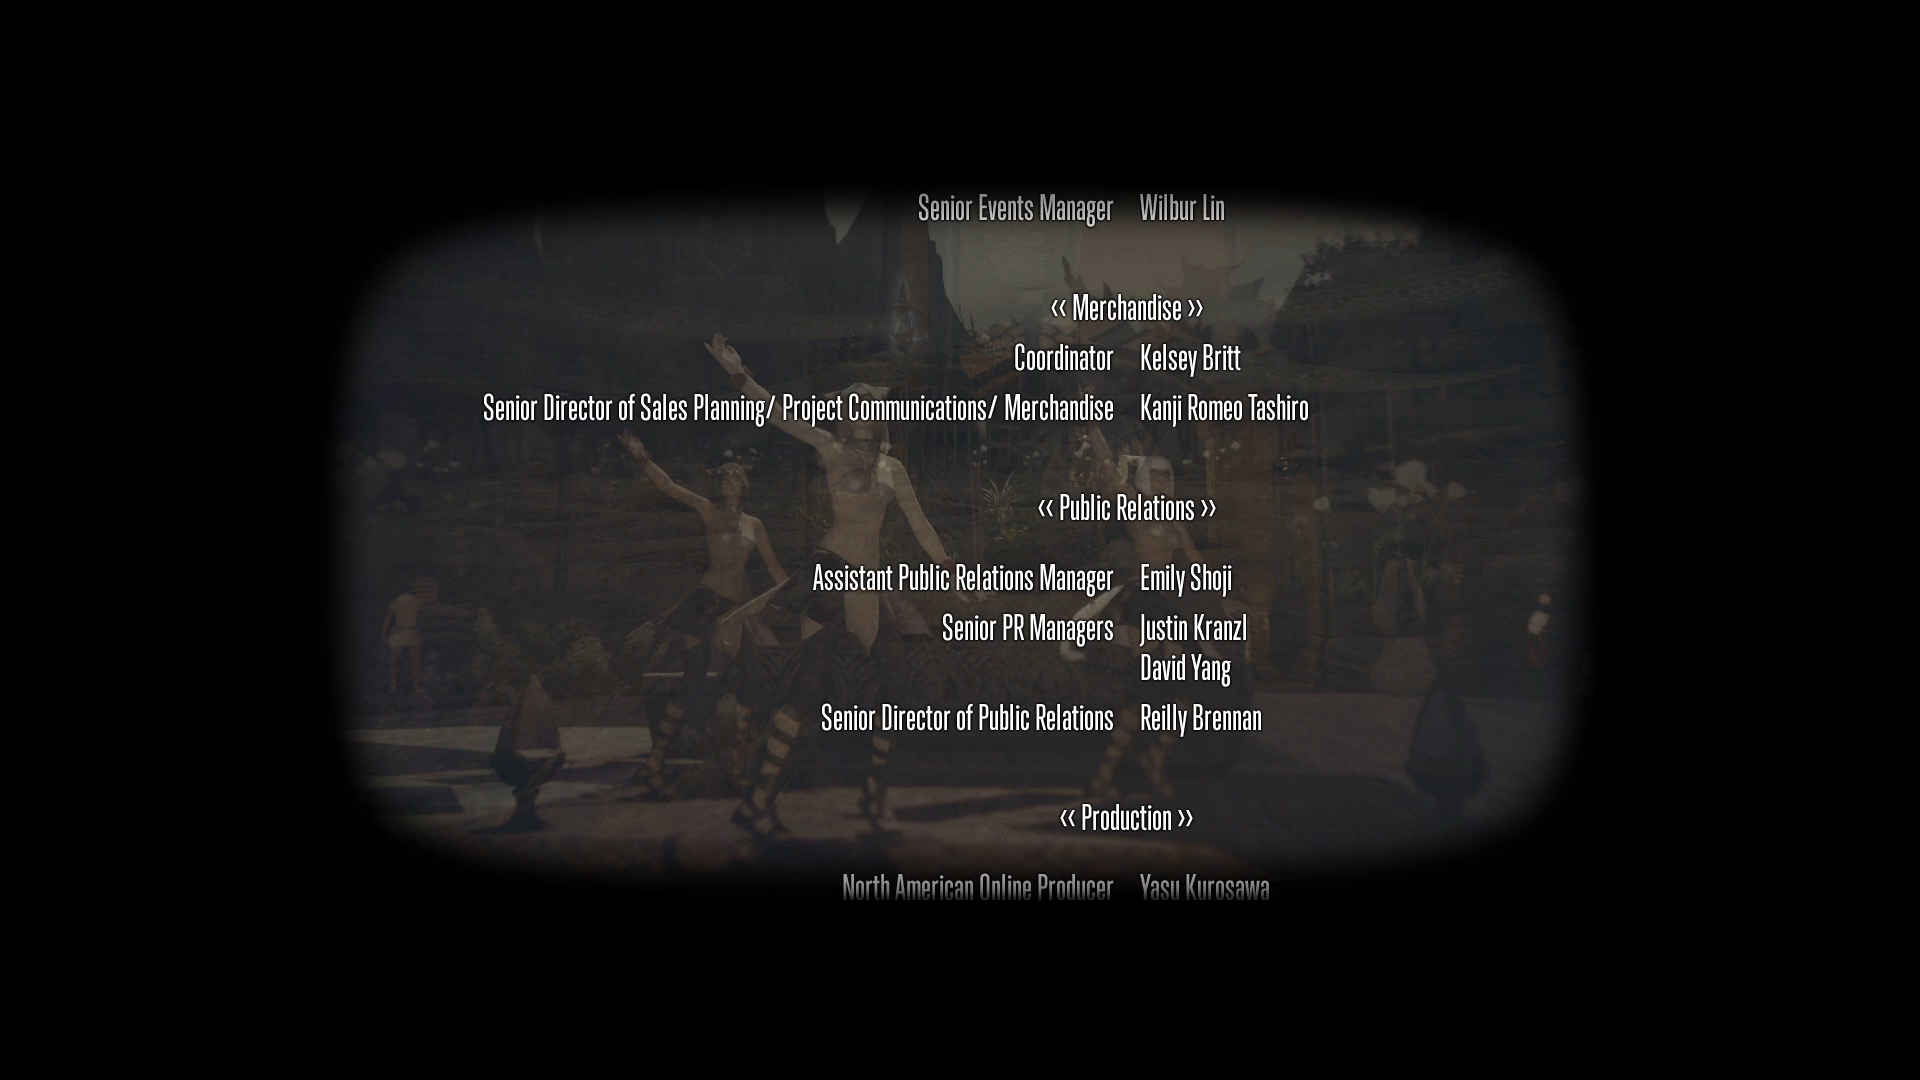 Senior Events Manager Wilbur Lin
‹‹ Merchandise ››
Coordinator Kelsey Britt
Senior Director of Sales Planning/ Project Communications/ Merchandise Kanji Romeo Tashiro
‹‹ Public Relations ››
Assistant Public Relations Manager Emily Shoji
Senior PR Managers Justin Kranzl
David Yang
Senior Director of Public Relations Reilly Brennan
‹‹ Production ››
North American Online Producer Yasu Kurosawa